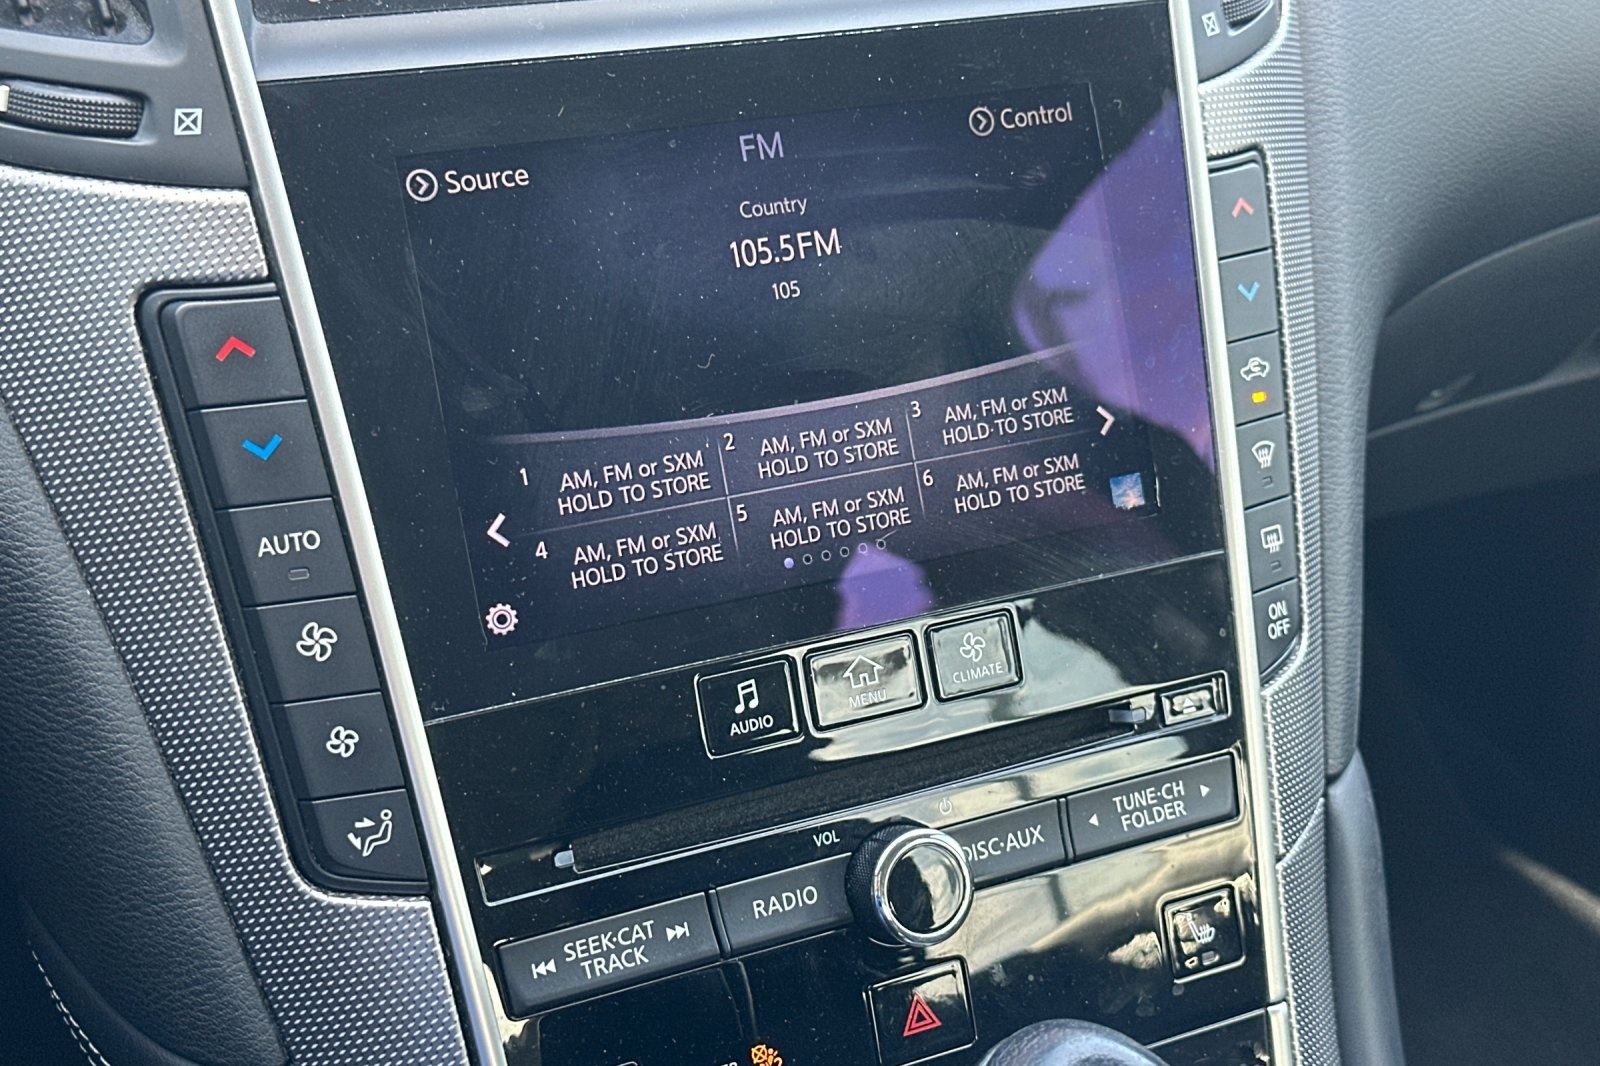 Source
FM
Control
Country
105.5FM
105
1 AM, FM or SXM
HOLD TO STORE
2 AM, FM or SXM
HOLD TO STORE
3 AM, FM or SXM
HOLD TO STORE
4 AM, FM or SXM
HOLD TO STORE
5 AM, FM or SXM
HOLD TO STORE
6 AM, FM or SXM
HOLD TO STORE
AUTO
ON
OFF
AUDIO
MENU
CLIMATE
VOL
SEEK·CAT
TRACK
RADIO
DISC·AUX
TUNE·CH
FOLDER